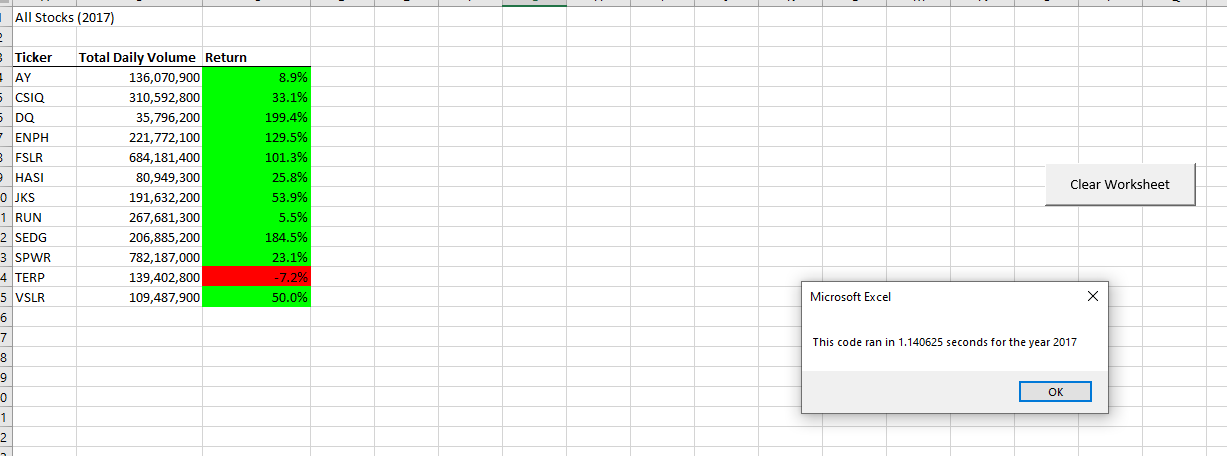 All Stocks (2017)
Ticker Total Daily Volume Return
AY 136,070,900 8.9%
CSIQ 310,592,800 33.1%
DQ 35,796,200 199.4%
ENPH 221,772,100 129.5%
FSLR 684,181,400 101.3%
HASI 80,949,300 25.8%
JKS 191,632,200 53.9%
RUN 267,681,300 5.5%
SEDG 206,885,200 184.5%
SPWR 782,187,000 23.1%
TERP 139,402,800 -7.2%
VSLR 109,487,900 50.0%
Clear Worksheet
Microsoft Excel
This code ran in 1.140625 seconds for the year 2017
OK